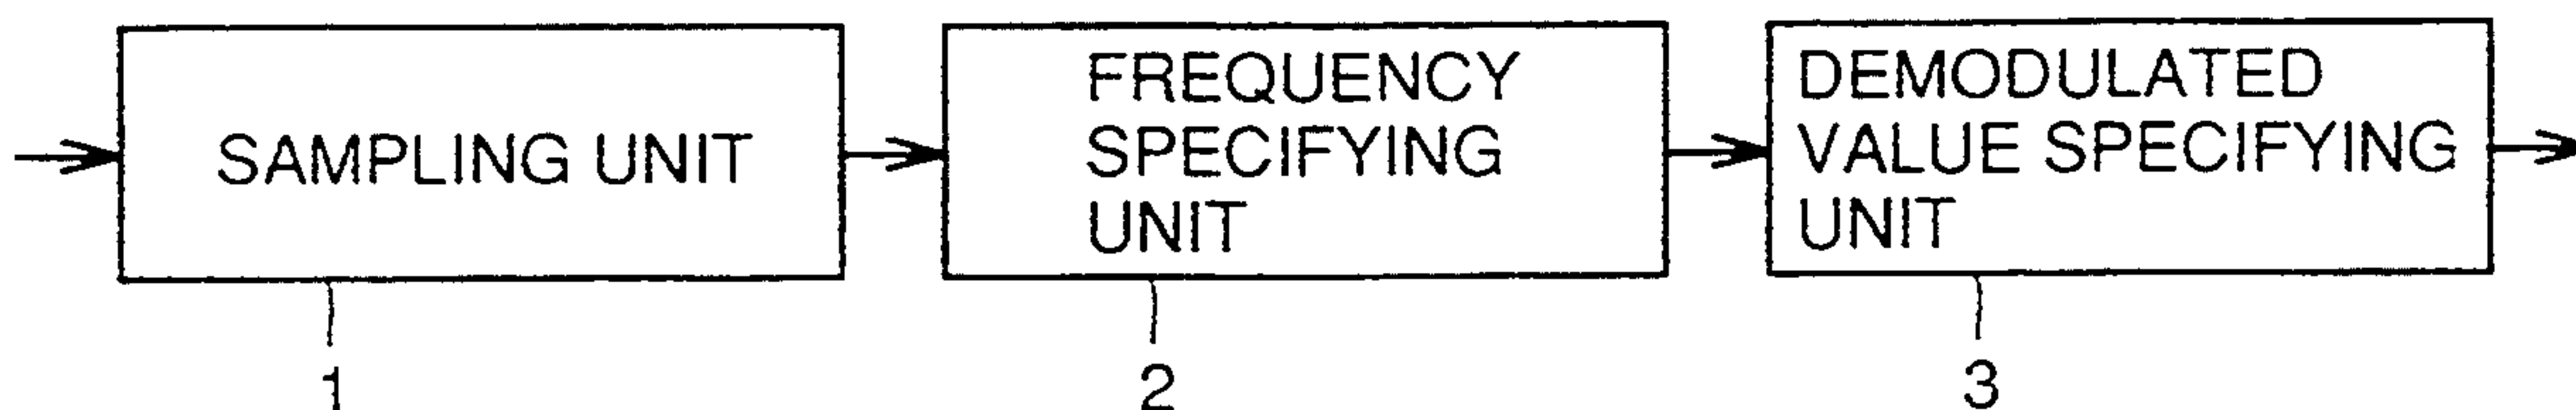 SAMPLING UNIT
FREQUENCY
SPECIFYING
UNIT
DEMODULATED
VALUE SPECIFYING
UNIT
1
2
3